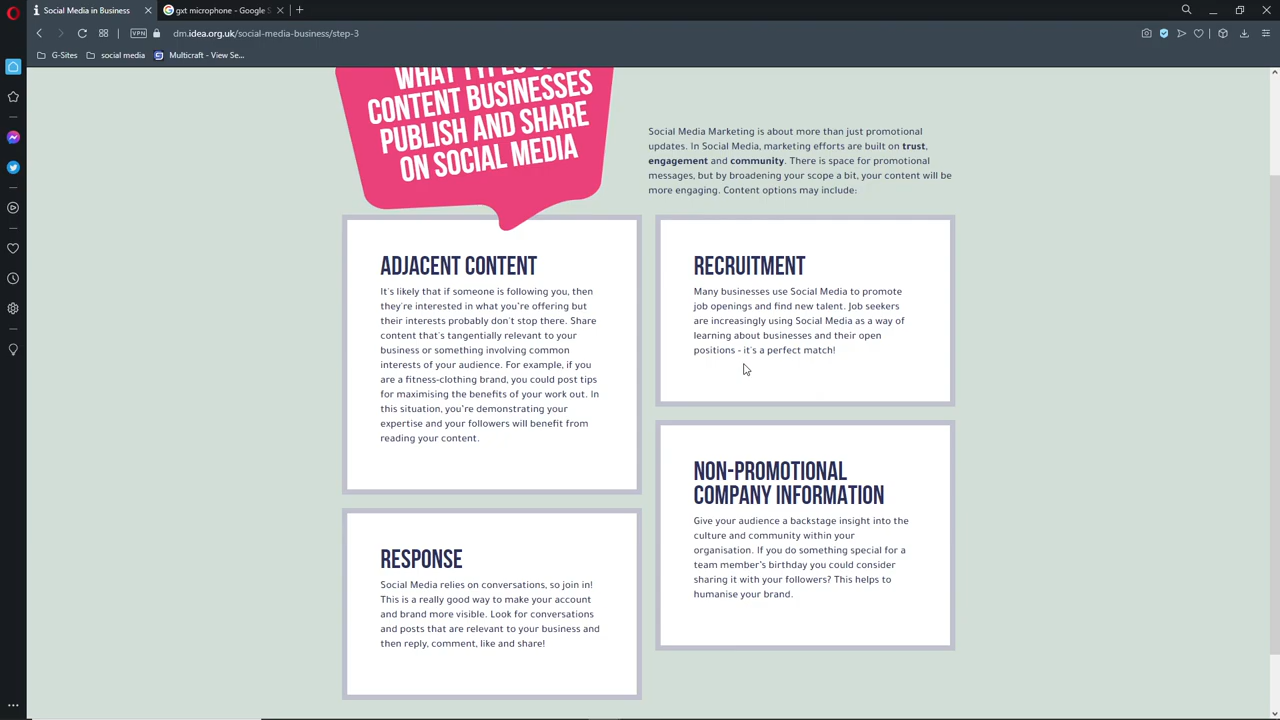 Social Media in Business
gxt microphone - Google S
VPN
dm.idea.org.uk/social-media-business/step-3
G-Sites
social media
Multicraft - View Se...
WHAT TYPES
CONTENT BUSINESSES
PUBLISH AND SHARE
ON SOCIAL MEDIA
Social Media Marketing is about more than just promotional
updates. In Social Media, marketing efforts are built on trust,
engagement and community. There is space for promotional
messages, but by broadening your scope a bit, your content will be
more engaging. Content options may include:
ADJACENT CONTENT
It's likely that if someone is following you, then
they're interested in what you're offering but
their interests probably don't stop there. Share
content that's tangentially relevant to your
business or something involving common
interests of your audience. For example, if you
are a fitness-clothing brand, you could post tips
for maximising the benefits of your work out. In
this situation, you're demonstrating your
expertise and your followers will benefit from
reading your content.
RECRUITMENT
Many businesses use Social Media to promote
job openings and find new talent. Job seekers
are increasingly using Social Media as a way of
learning about businesses and their open
positions - it's a perfect match!
RESPONSE
Social Media relies on conversations, so join in!
This is a really good way to make your account
and brand more visible. Look for conversations
and posts that are relevant to your business and
then reply, comment, like and share!
NON-PROMOTIONAL
COMPANY INFORMATION
Give your audience a backstage insight into the
culture and community within your
organisation. If you do something special for a
team member's birthday you could consider
sharing it with your followers? This helps to
humanise your brand.